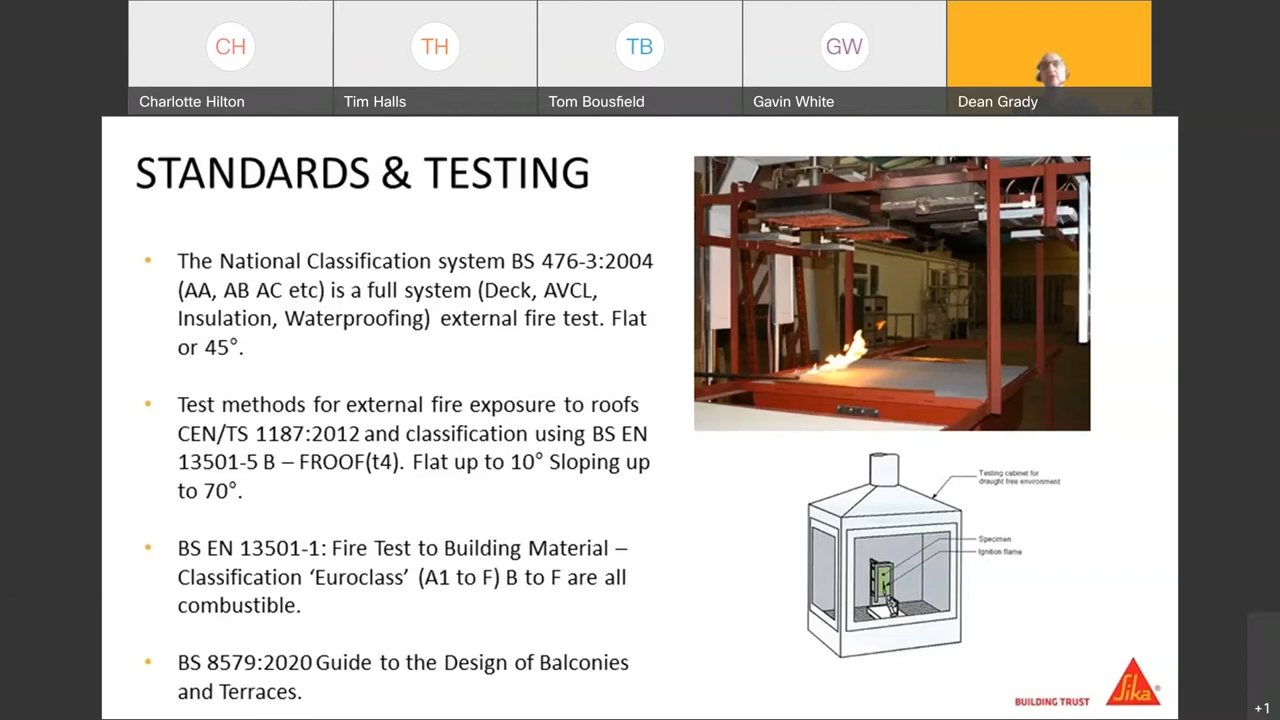 CH
TH
TB
GW
Charlotte Hilton
Tim Halls
Tom Bousfield
Gavin White
Dean Grady
STANDARDS & TESTING
The National Classification system BS 476-3:2004
(AA, AB AC etc) is a full system (Deck, AVCL,
Insulation, Waterproofing) external fire test. Flat
or 45°.
Test methods for external fire exposure to roofs
CEN/TS 1187:2012 and classification using BS EN
13501-5 B – FROOF(t4). Flat up to 10° Sloping up
to 70°.
BS EN 13501-1: Fire Test to Building Material –
Classification ‘Euroclass’ (A1 to F) B to F are all
combustible.
BS 8579:2020 Guide to the Design of Balconies
and Terraces.
Testing cabinet for
draught free environment
Specimen
Ignition flame
BUILDING TRUST
Sika®
+1